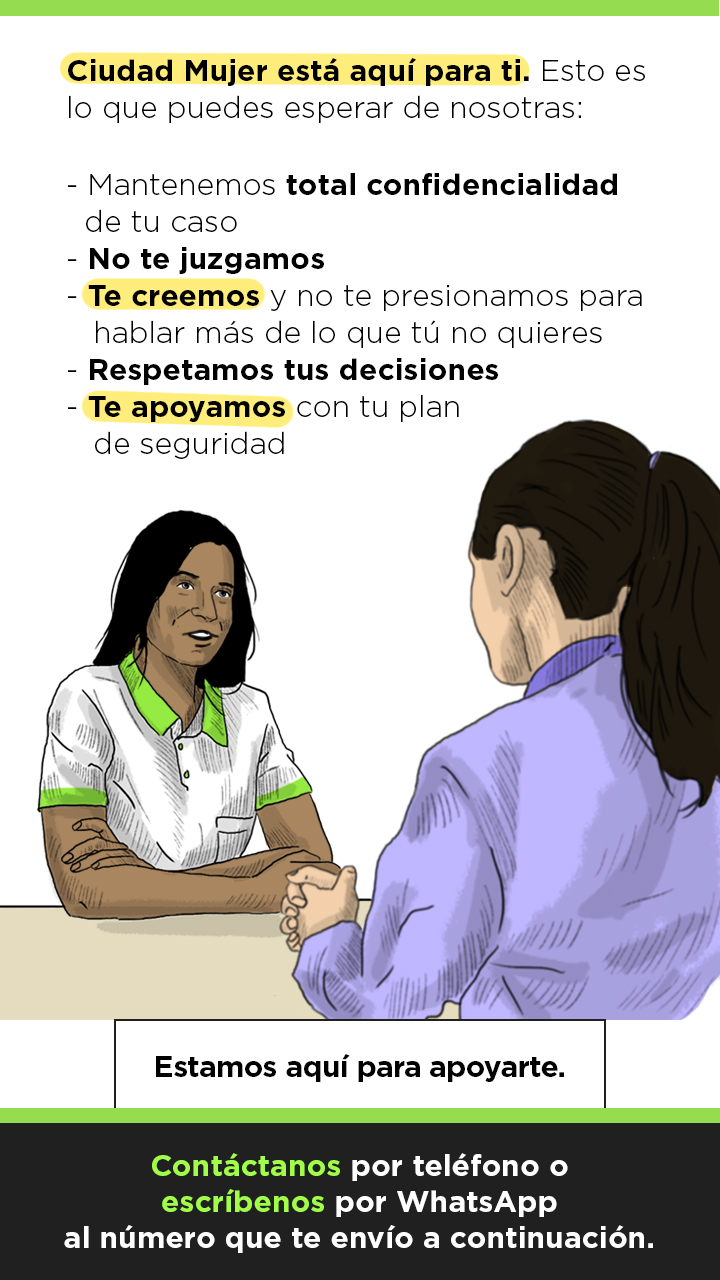 Ciudad Mujer está aquí para ti. Esto es
lo que puedes esperar de nosotras:
- Mantenemos total confidencialidad
de tu caso
- No te juzgamos
- Te creemos y no te presionamos para
hablar más de lo que tú no quieres
- Respetamos tus decisiones
- Te apoyamos con tu plan
de seguridad
Estamos aquí para apoyarte.
Contáctanos por teléfono o
escríbenos por WhatsApp
al número que te envío a continuación.